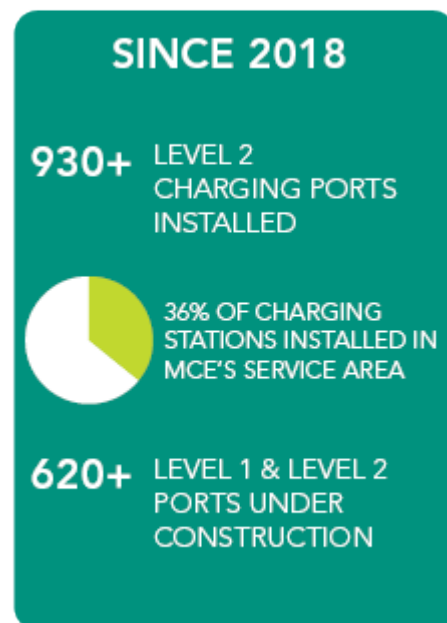 SINCE 2018
930+ LEVEL 2
CHARGING PORTS
INSTALLED
36% OF CHARGING
STATIONS INSTALLED IN
MCE'S SERVICE AREA
620+ LEVEL 1 & LEVEL 2
PORTS UNDER
CONSTRUCTION